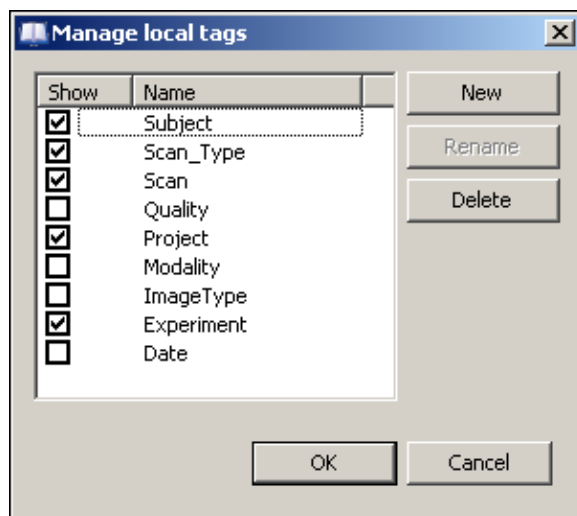 Manage local tags
Show Name
Subject
Scan_Type
Scan
Quality
Project
Modality
ImageType
Experiment
Date
New
Rename
Delete
OK
Cancel